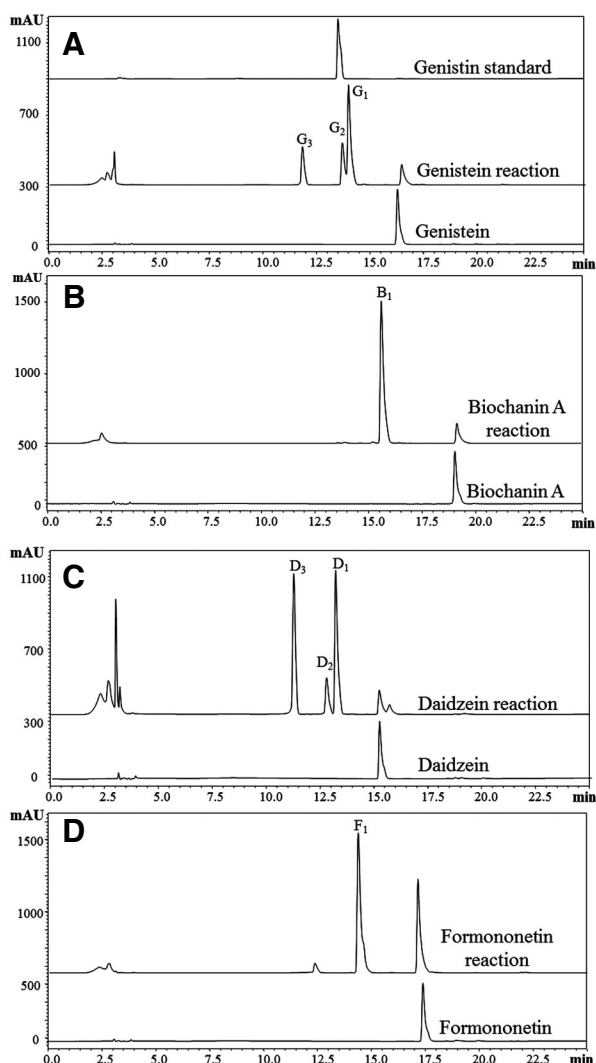 mAU
A
1100
Genistin standard
700
G₁
G₂
G₃
Genistein reaction
300
Genistein
0
0.0 2.5 5.0 7.5 10.0 12.5 15.0 17.5 20.0 22.5 min
mAU
B
B₁
1500
1000
Biochanin A
reaction
500
Biochanin A
0
0.0 2.5 5.0 7.5 10.0 12.5 15.0 17.5 20.0 22.5 min
mAU
C
D₃ D₁
1100
700
D₂
Daidzein reaction
300
Daidzein
0
0.0 2.5 5.0 7.5 10.0 12.5 15.0 17.5 20.0 22.5 min
mAU
D
F₁
1500
1000
Formononetin
reaction
500
Formononetin
0
0.0 2.5 5.0 7.5 10.0 12.5 15.0 17.5 20.0 22.5 min